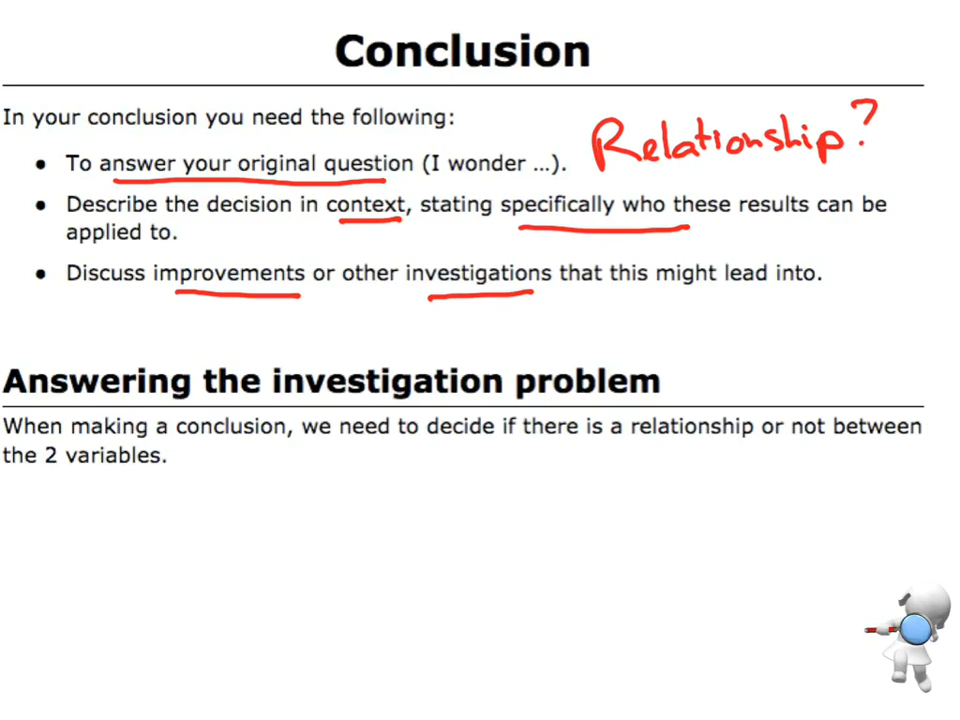 Conclusion
In your conclusion you need the following:
Relationship?
• To answer your original question (I wonder ...).
• Describe the decision in context, stating specifically who these results can be
applied to.
• Discuss improvements or other investigations that this might lead into.
Answering the investigation problem
When making a conclusion, we need to decide if there is a relationship or not between
the 2 variables.